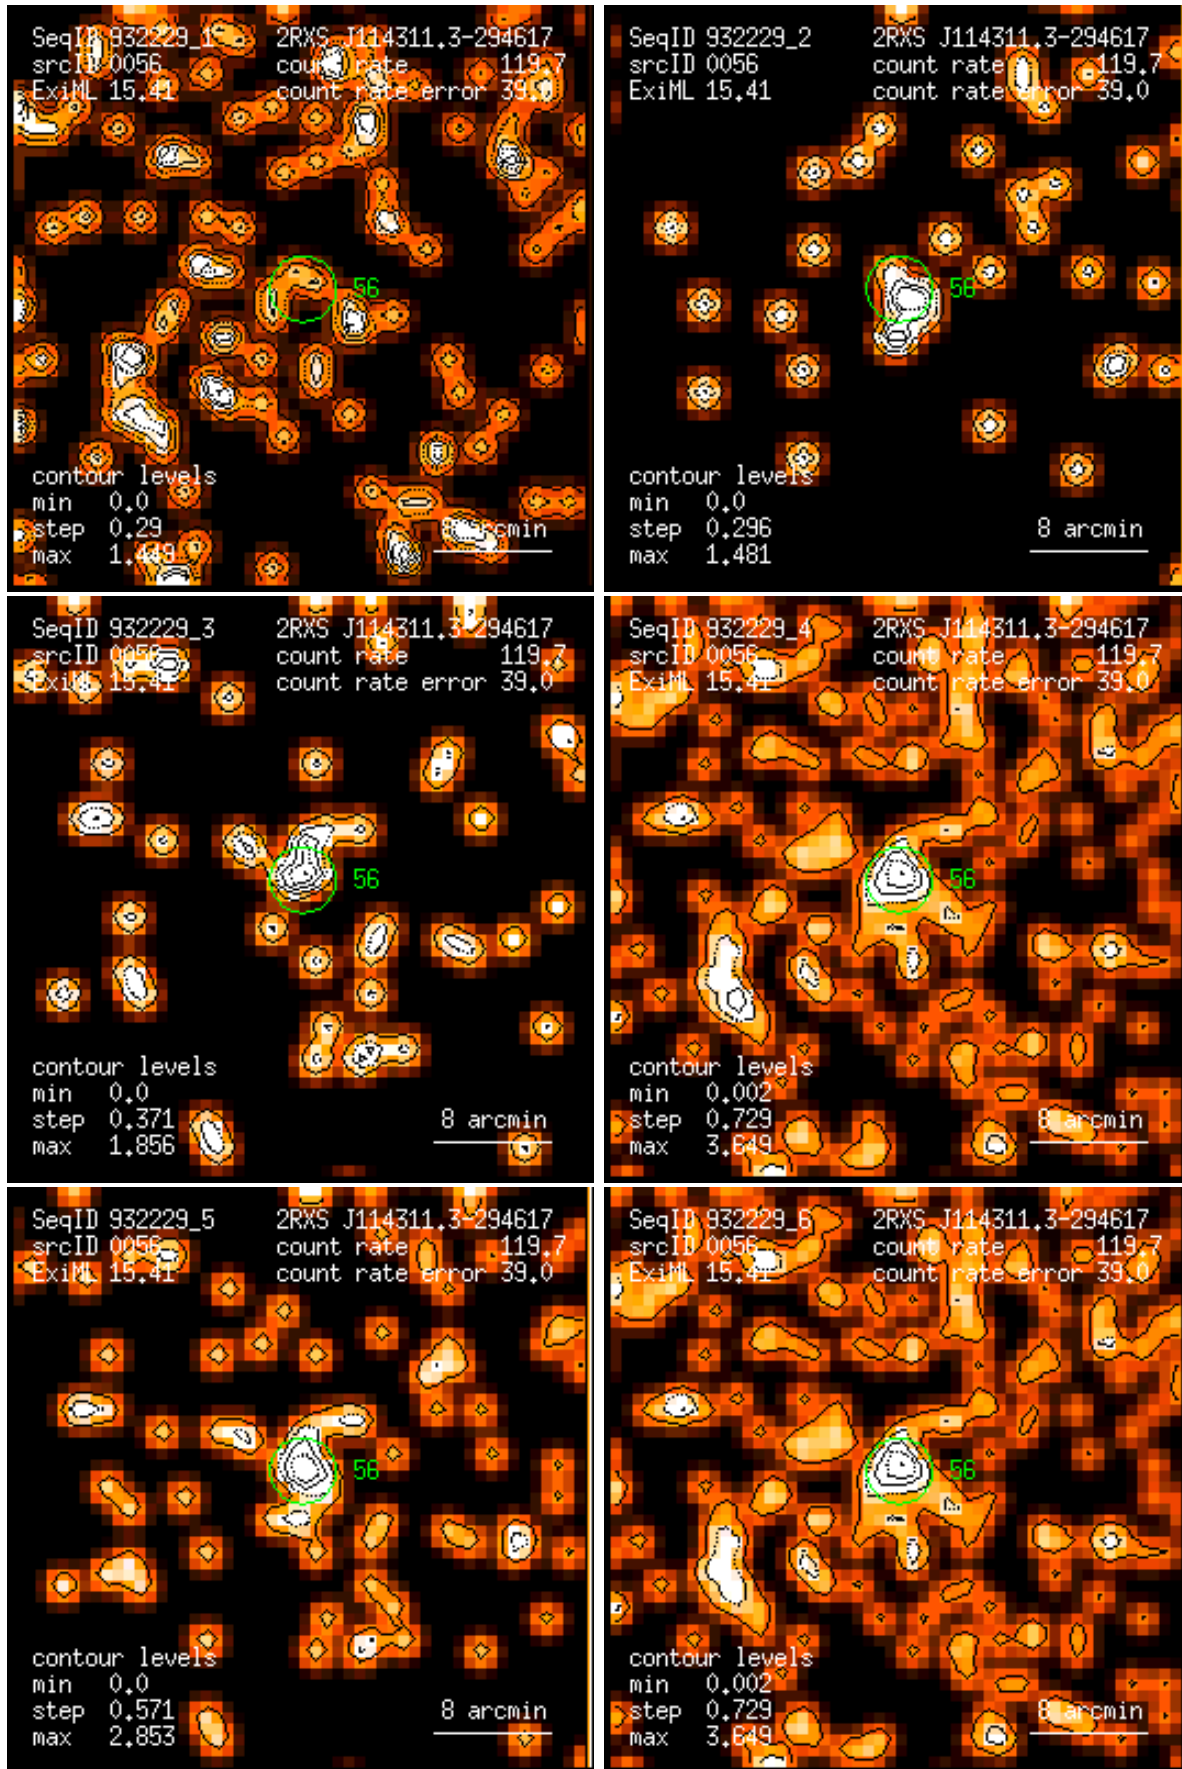 SeqID 932229_1 2RXS J114311.3-294617
srcID 0056 count rate 119.7
ExiML 15.41 count rate error 39.0
56
contour levels
min 0.0
step 0.29 8 arcmin
max 1.449
SeqID 932229_2 2RXS J114311.3-294617
srcID 0056 count rate 119.7
ExiML 15.41 count rate error 39.0
56
contour levels
min 0.0
step 0.296 8 arcmin
max 1.481
SeqID 932229_3 2RXS J114311.3-294617
srcID 0056 count rate 119.7
ExiML 15.41 count rate error 39.0
56
contour levels
min 0.0
step 0.371 8 arcmin
max 1.856
SeqID 932229_4 2RXS J114311.3-294617
srcID 0056 count rate 119.7
ExiML 15.41 count rate error 39.0
56
contour levels
min 0.002
step 0.729 8 arcmin
max 3.649
SeqID 932229_5 2RXS J114311.3-294617
srcID 0056 count rate 119.7
ExiML 15.41 count rate error 39.0
56
contour levels
min 0.0
step 0.571 8 arcmin
max 2.853
SeqID 932229_6 2RXS J114311.3-294617
srcID 0056 count rate 119.7
ExiML 15.41 count rate error 39.0
56
contour levels
min 0.002
step 0.729 8 arcmin
max 3.649